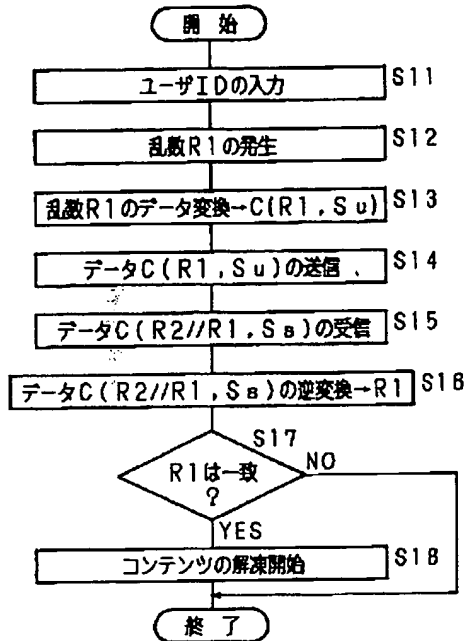 開 始
ユーザIDの入力 S11
乱数R1の発生 S12
乱数R1のデータ変換→C(R1,Su) S13
データC(R1,Su)の送信 S14
データC(R2//R1,Ss)の受信 S15
データC(R2//R1,Ss)の逆変換→R1 S16
S17
R1は一致 NO
?
YES
コンテンツの解凍開始 S18
終 了